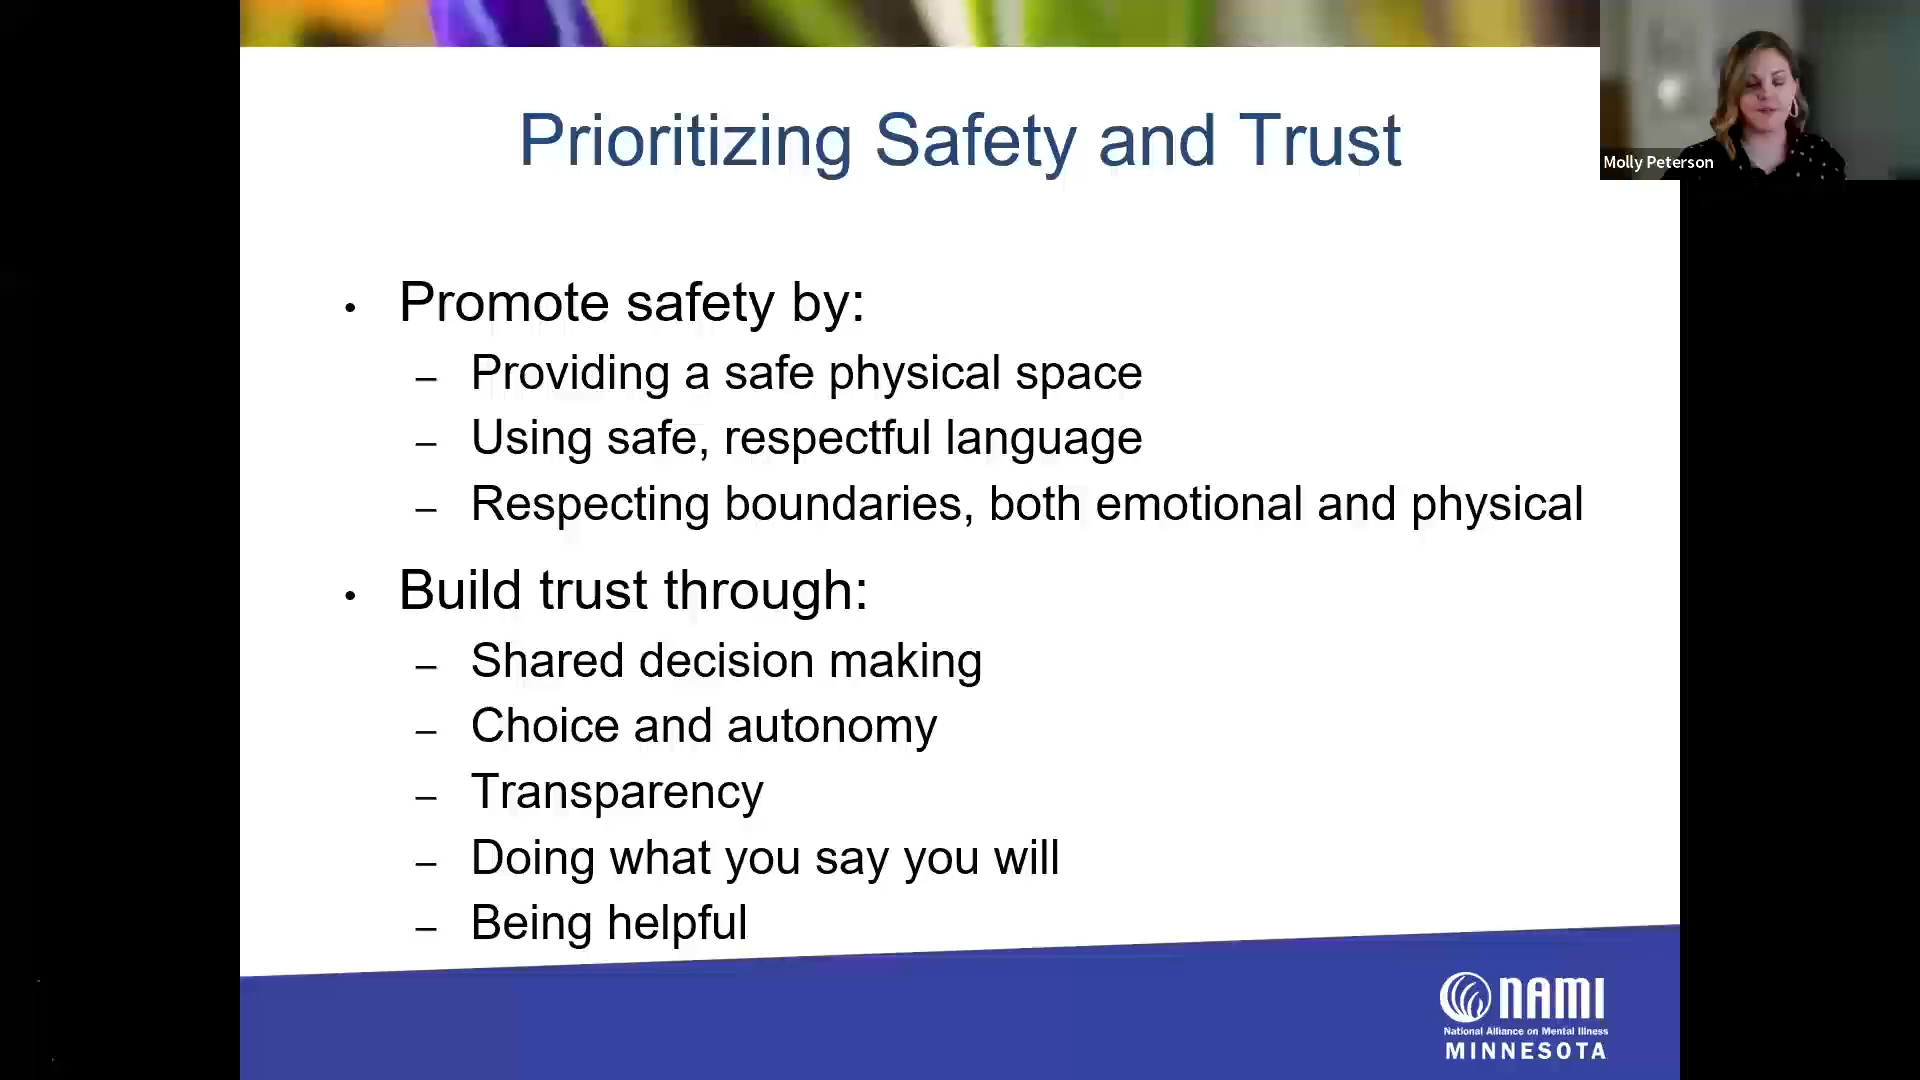 Prioritizing Safety and Trust
Molly Peterson
• Promote safety by:
– Providing a safe physical space
– Using safe, respectful language
– Respecting boundaries, both emotional and physical
• Build trust through:
– Shared decision making
– Choice and autonomy
– Transparency
– Doing what you say you will
– Being helpful
NAMI
National Alliance on Mental Illness
MINNESOTA